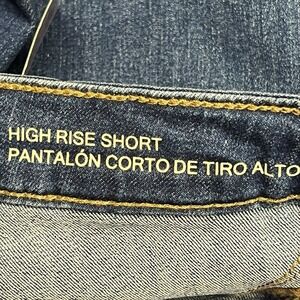 HIGH RISE SHORT
PANTALÓN CORTO DE TIRO ALTO